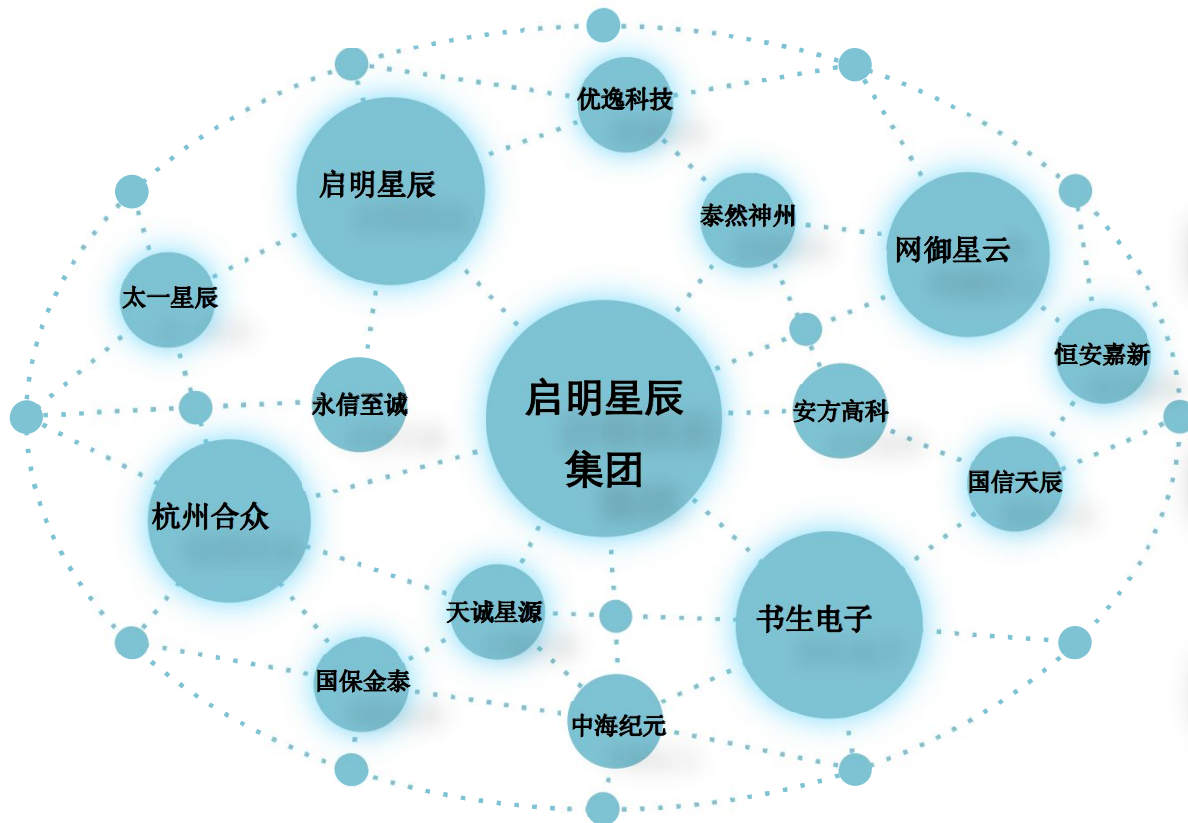 优逸科技
启明星辰
泰然神州
网御星云
太一星辰
恒安嘉新
启明星辰
集团
永信至诚
安方高科
国信天辰
杭州合众
天诚星源
书生电子
国保金泰
中海纪元